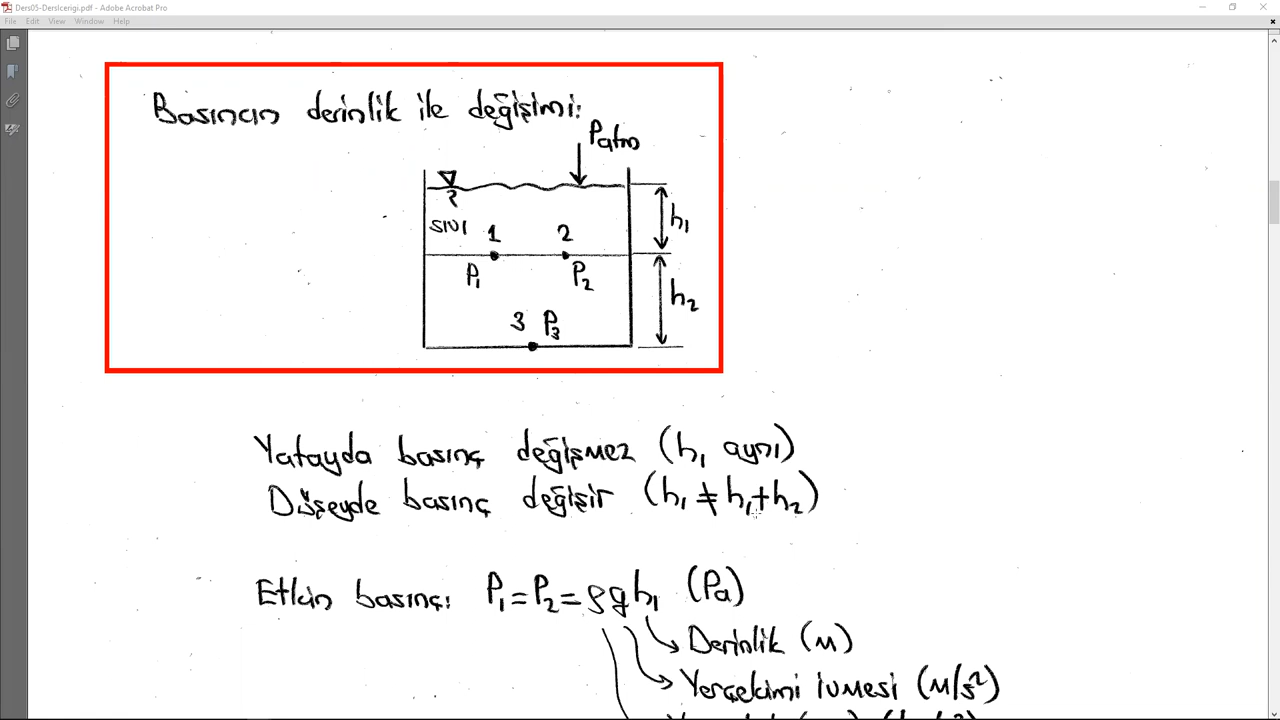 Ders05-DersIcerigi.pdf - Adobe Acrobat Pro
File Edit View Window Help
Basıncın derinlik ile değişimi:
Patm
sıvı
1 2
h₁
P₁ P₂
h₂
3 P₃
Yatayda basınç değişmez (h₁ aynı)
Düşeyde basınç değişir (h₁ ≠ h₁+h₂)
Etkin basınç: P₁=P₂=ρgh₁ (Pa)
Derinlik (m)
Yerçekimi ivmesi (m/s²)